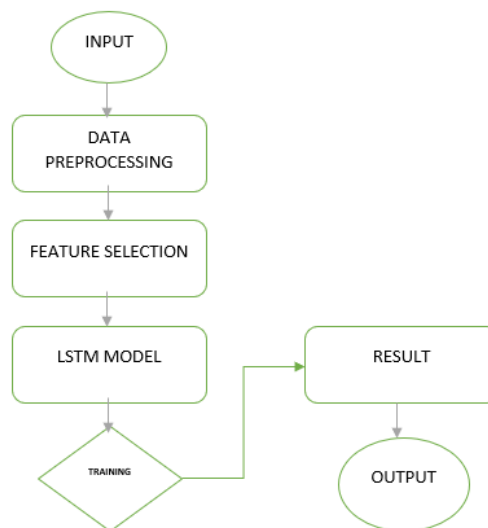 INPUT
DATA
PREPROCESSING
FEATURE SELECTION
LSTM MODEL
TRAINING
RESULT
OUTPUT